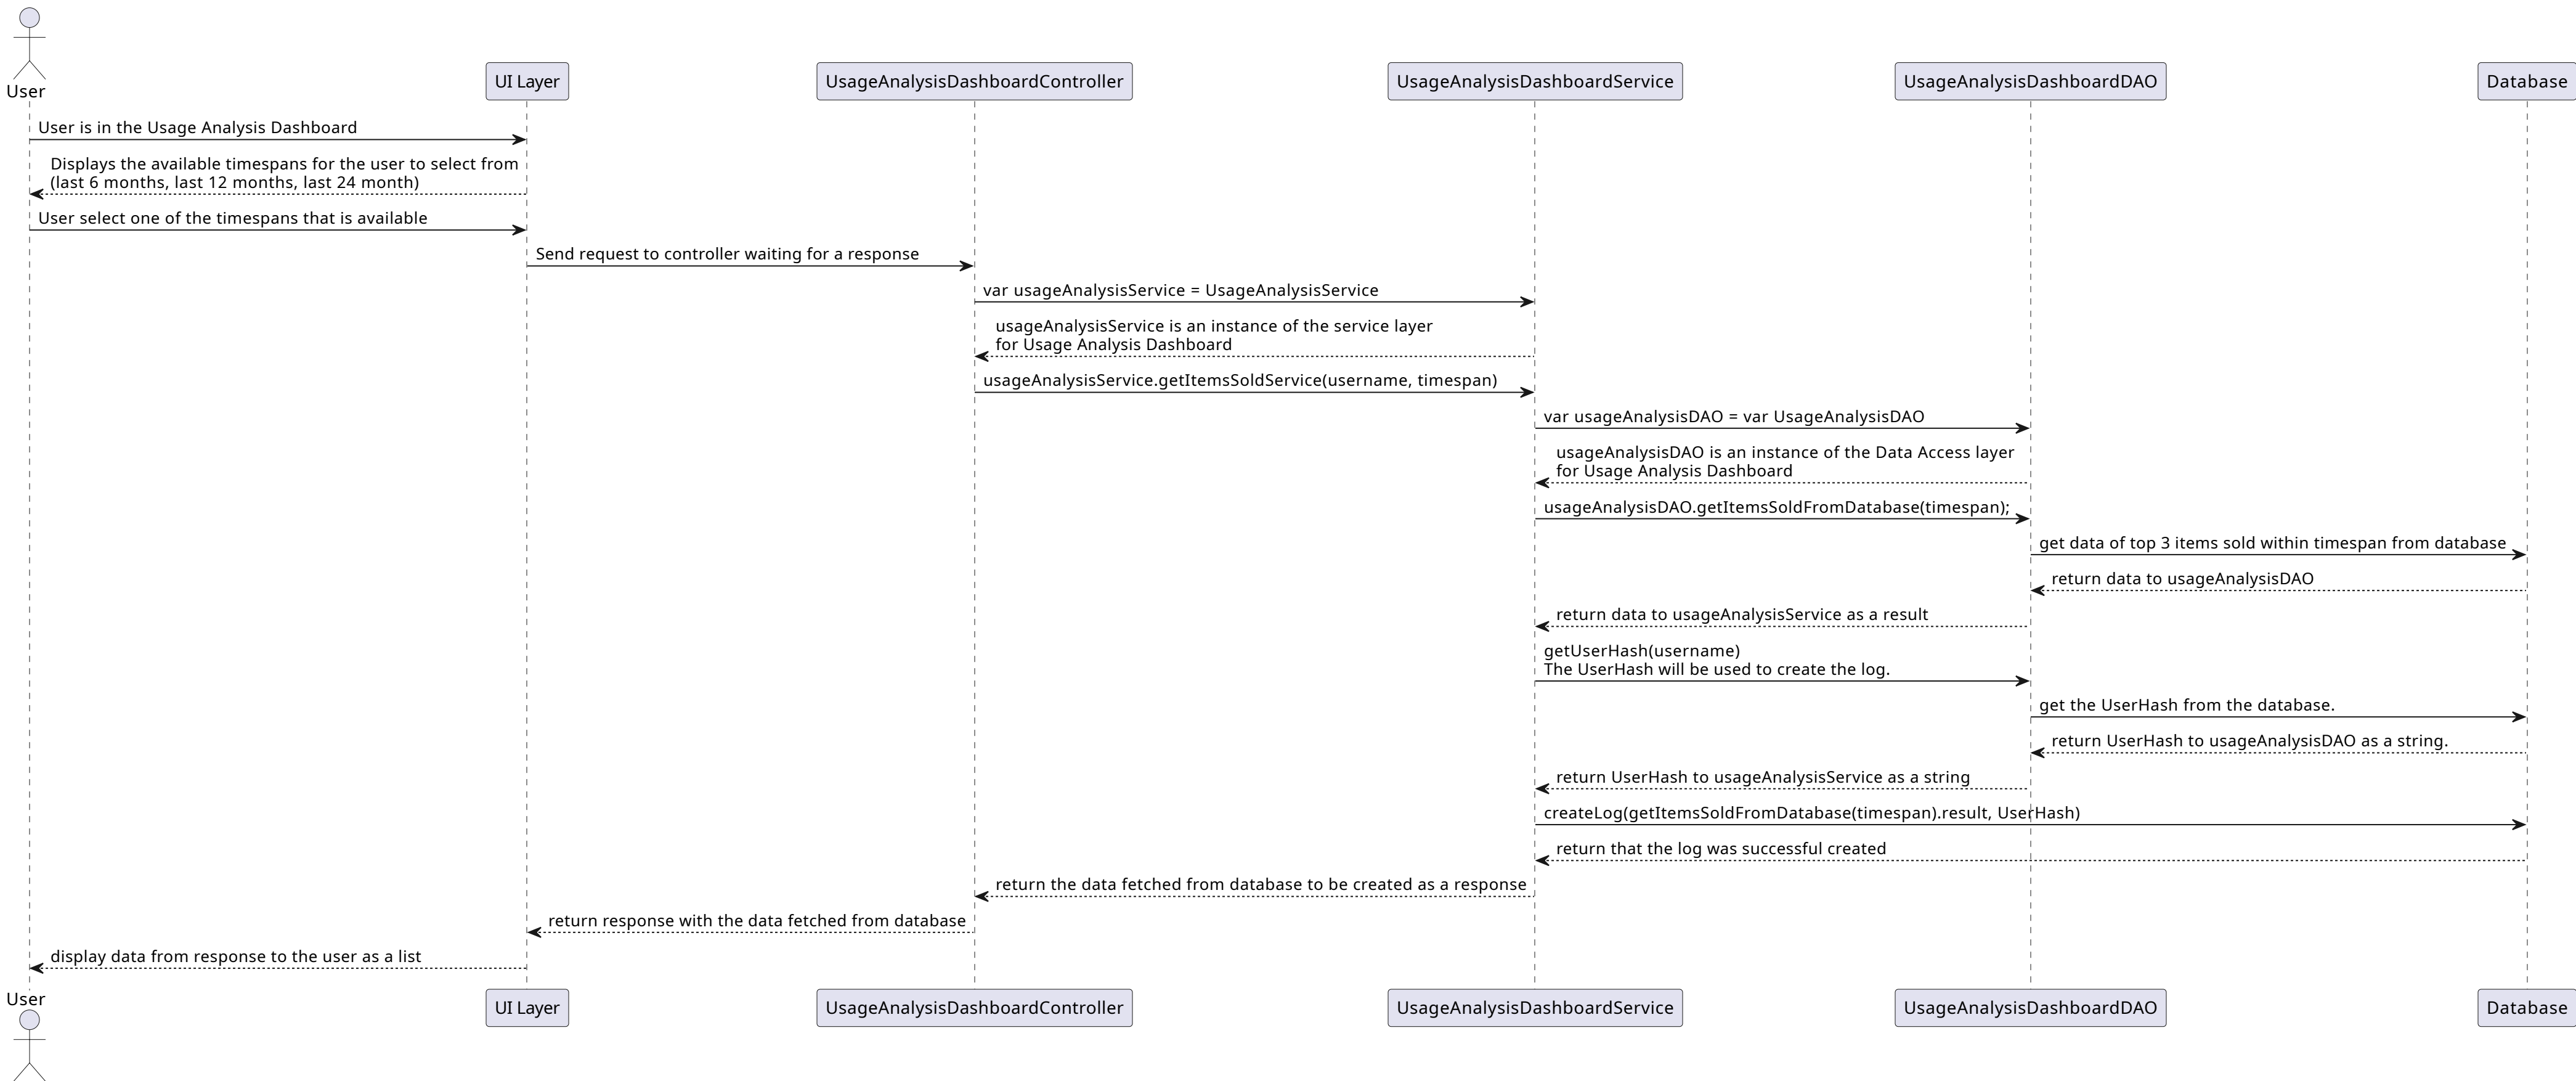 User
UI Layer
UsageAnalysisDashboardController
UsageAnalysisDashboardService
UsageAnalysisDashboardDAO
Database
User is in the Usage Analysis Dashboard
Displays the available timespans for the user to select from
(last 6 months, last 12 months, last 24 month)
User select one of the timespans that is available
Send request to controller waiting for a response
var usageAnalysisService = UsageAnalysisService
usageAnalysisService is an instance of the service layer
for Usage Analysis Dashboard
usageAnalysisService.getItemsSoldService(username, timespan)
var usageAnalysisDAO = var UsageAnalysisDAO
usageAnalysisDAO is an instance of the Data Access layer
for Usage Analysis Dashboard
usageAnalysisDAO.getItemsSoldFromDatabase(timespan);
get data of top 3 items sold within timespan from database
return data to usageAnalysisDAO
return data to usageAnalysisService as a result
getUserHash(username)
The UserHash will be used to create the log.
get the UserHash from the database.
return UserHash to usageAnalysisDAO as a string.
return UserHash to usageAnalysisService as a string
createLog(getItemsSoldFromDatabase(timespan).result, UserHash)
return that the log was successful created
return the data fetched from database to be created as a response
return response with the data fetched from database
display data from response to the user as a list
User
UI Layer
UsageAnalysisDashboardController
UsageAnalysisDashboardService
UsageAnalysisDashboardDAO
Database